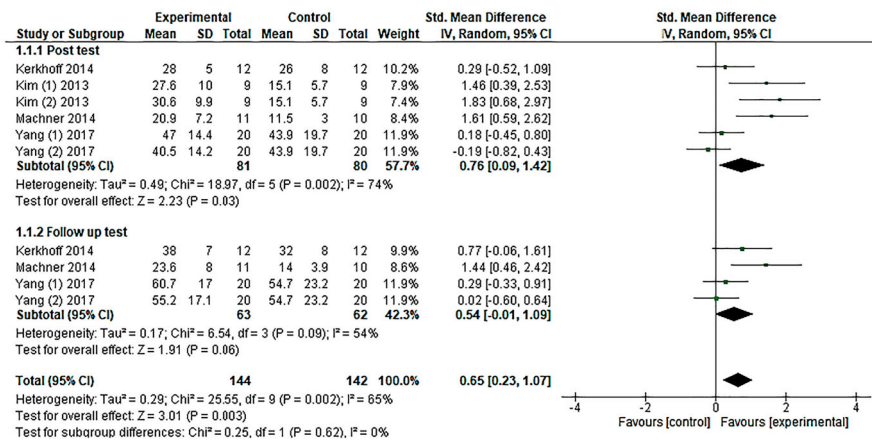 Experimental Control Std. Mean Difference Std. Mean Difference
Study or Subgroup Mean SD Total Mean SD Total Weight IV, Random, 95% CI IV, Random, 95% CI
1.1.1 Post test
Kerkhoff 2014 28 5 12 26 8 12 10.2% 0.29 [-0.52, 1.09]
Kim (1) 2013 27.6 10 9 15.1 5.7 9 7.9% 1.46 [0.39, 2.53]
Kim (2) 2013 30.6 9.9 9 15.1 5.7 9 7.4% 1.83 [0.68, 2.97]
Machner 2014 20.9 7.2 11 11.5 3 10 8.4% 1.61 [0.59, 2.62]
Yang (1) 2017 47 14.4 20 43.9 19.7 20 11.9% 0.18 [-0.45, 0.80]
Yang (2) 2017 40.5 14.2 20 43.9 19.7 20 11.9% -0.19 [-0.82, 0.43]
Subtotal (95% CI) 81 80 57.7% 0.76 [0.09, 1.42]
Heterogeneity: Tau² = 0.49; Chi² = 18.97, df = 5 (P = 0.002); I² = 74%
Test for overall effect: Z = 2.23 (P = 0.03)
1.1.2 Follow up test
Kerkhoff 2014 38 7 12 32 8 12 9.9% 0.77 [-0.06, 1.61]
Machner 2014 23.6 8 11 14 3.9 10 8.6% 1.44 [0.46, 2.42]
Yang (1) 2017 60.7 17 20 54.7 23.2 20 11.9% 0.29 [-0.33, 0.91]
Yang (2) 2017 55.2 17.1 20 54.7 23.2 20 11.9% 0.02 [-0.60, 0.64]
Subtotal (95% CI) 63 62 42.3% 0.54 [-0.01, 1.09]
Heterogeneity: Tau² = 0.17; Chi² = 6.54, df = 3 (P = 0.09); I² = 54%
Test for overall effect: Z = 1.91 (P = 0.06)
Total (95% CI) 144 142 100.0% 0.65 [0.23, 1.07]
Heterogeneity: Tau² = 0.29; Chi² = 25.55, df = 9 (P = 0.002); I² = 65%
Test for overall effect: Z = 3.01 (P = 0.003)
Test for subgroup differences: Chi² = 0.25, df = 1 (P = 0.62), I² = 0%
-4 -2 0 2 4
Favours [control] Favours [experimental]